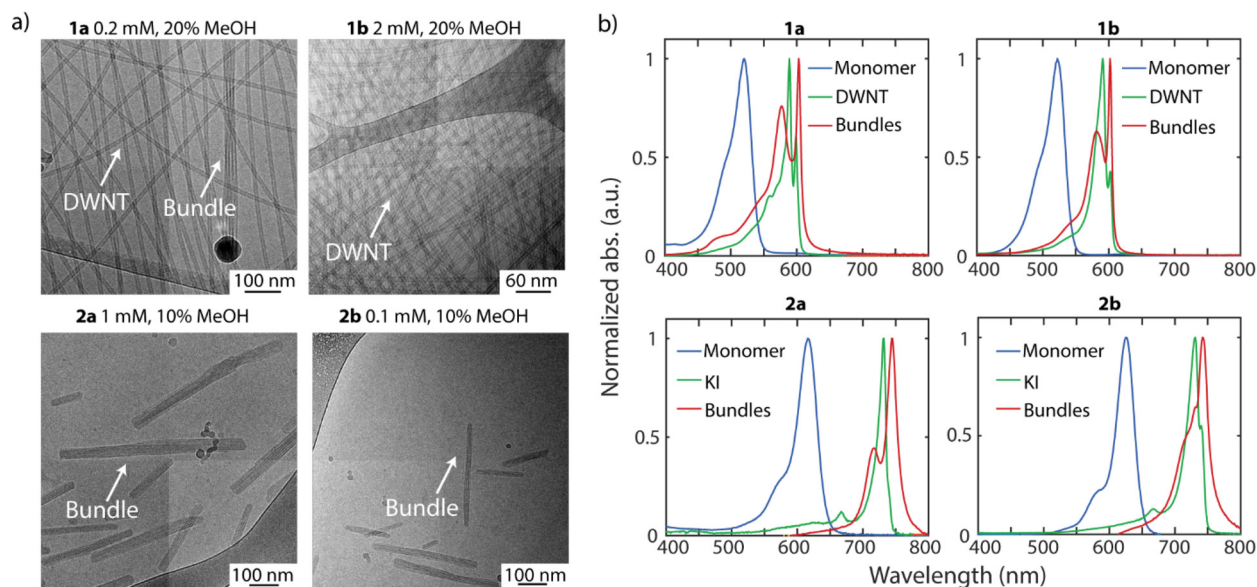 a)
1a 0.2 mM, 20% MeOH
1b 2 mM, 20% MeOH
DWNT
Bundle
100 nm
DWNT
60 nm
2a 1 mM, 10% MeOH
2b 0.1 mM, 10% MeOH
Bundle
100 nm
Bundle
100 nm
b)
Normalized abs. (a.u.)
1a
1
0.5
0
Monomer
DWNT
Bundles
400 500 600 700 800
1b
1
0.5
0
Monomer
DWNT
Bundles
400 500 600 700 800
2a
1
0.5
0
Monomer
KI
Bundles
400 500 600 700 800
2b
1
0.5
0
Monomer
KI
Bundles
400 500 600 700 800
Wavelength (nm)